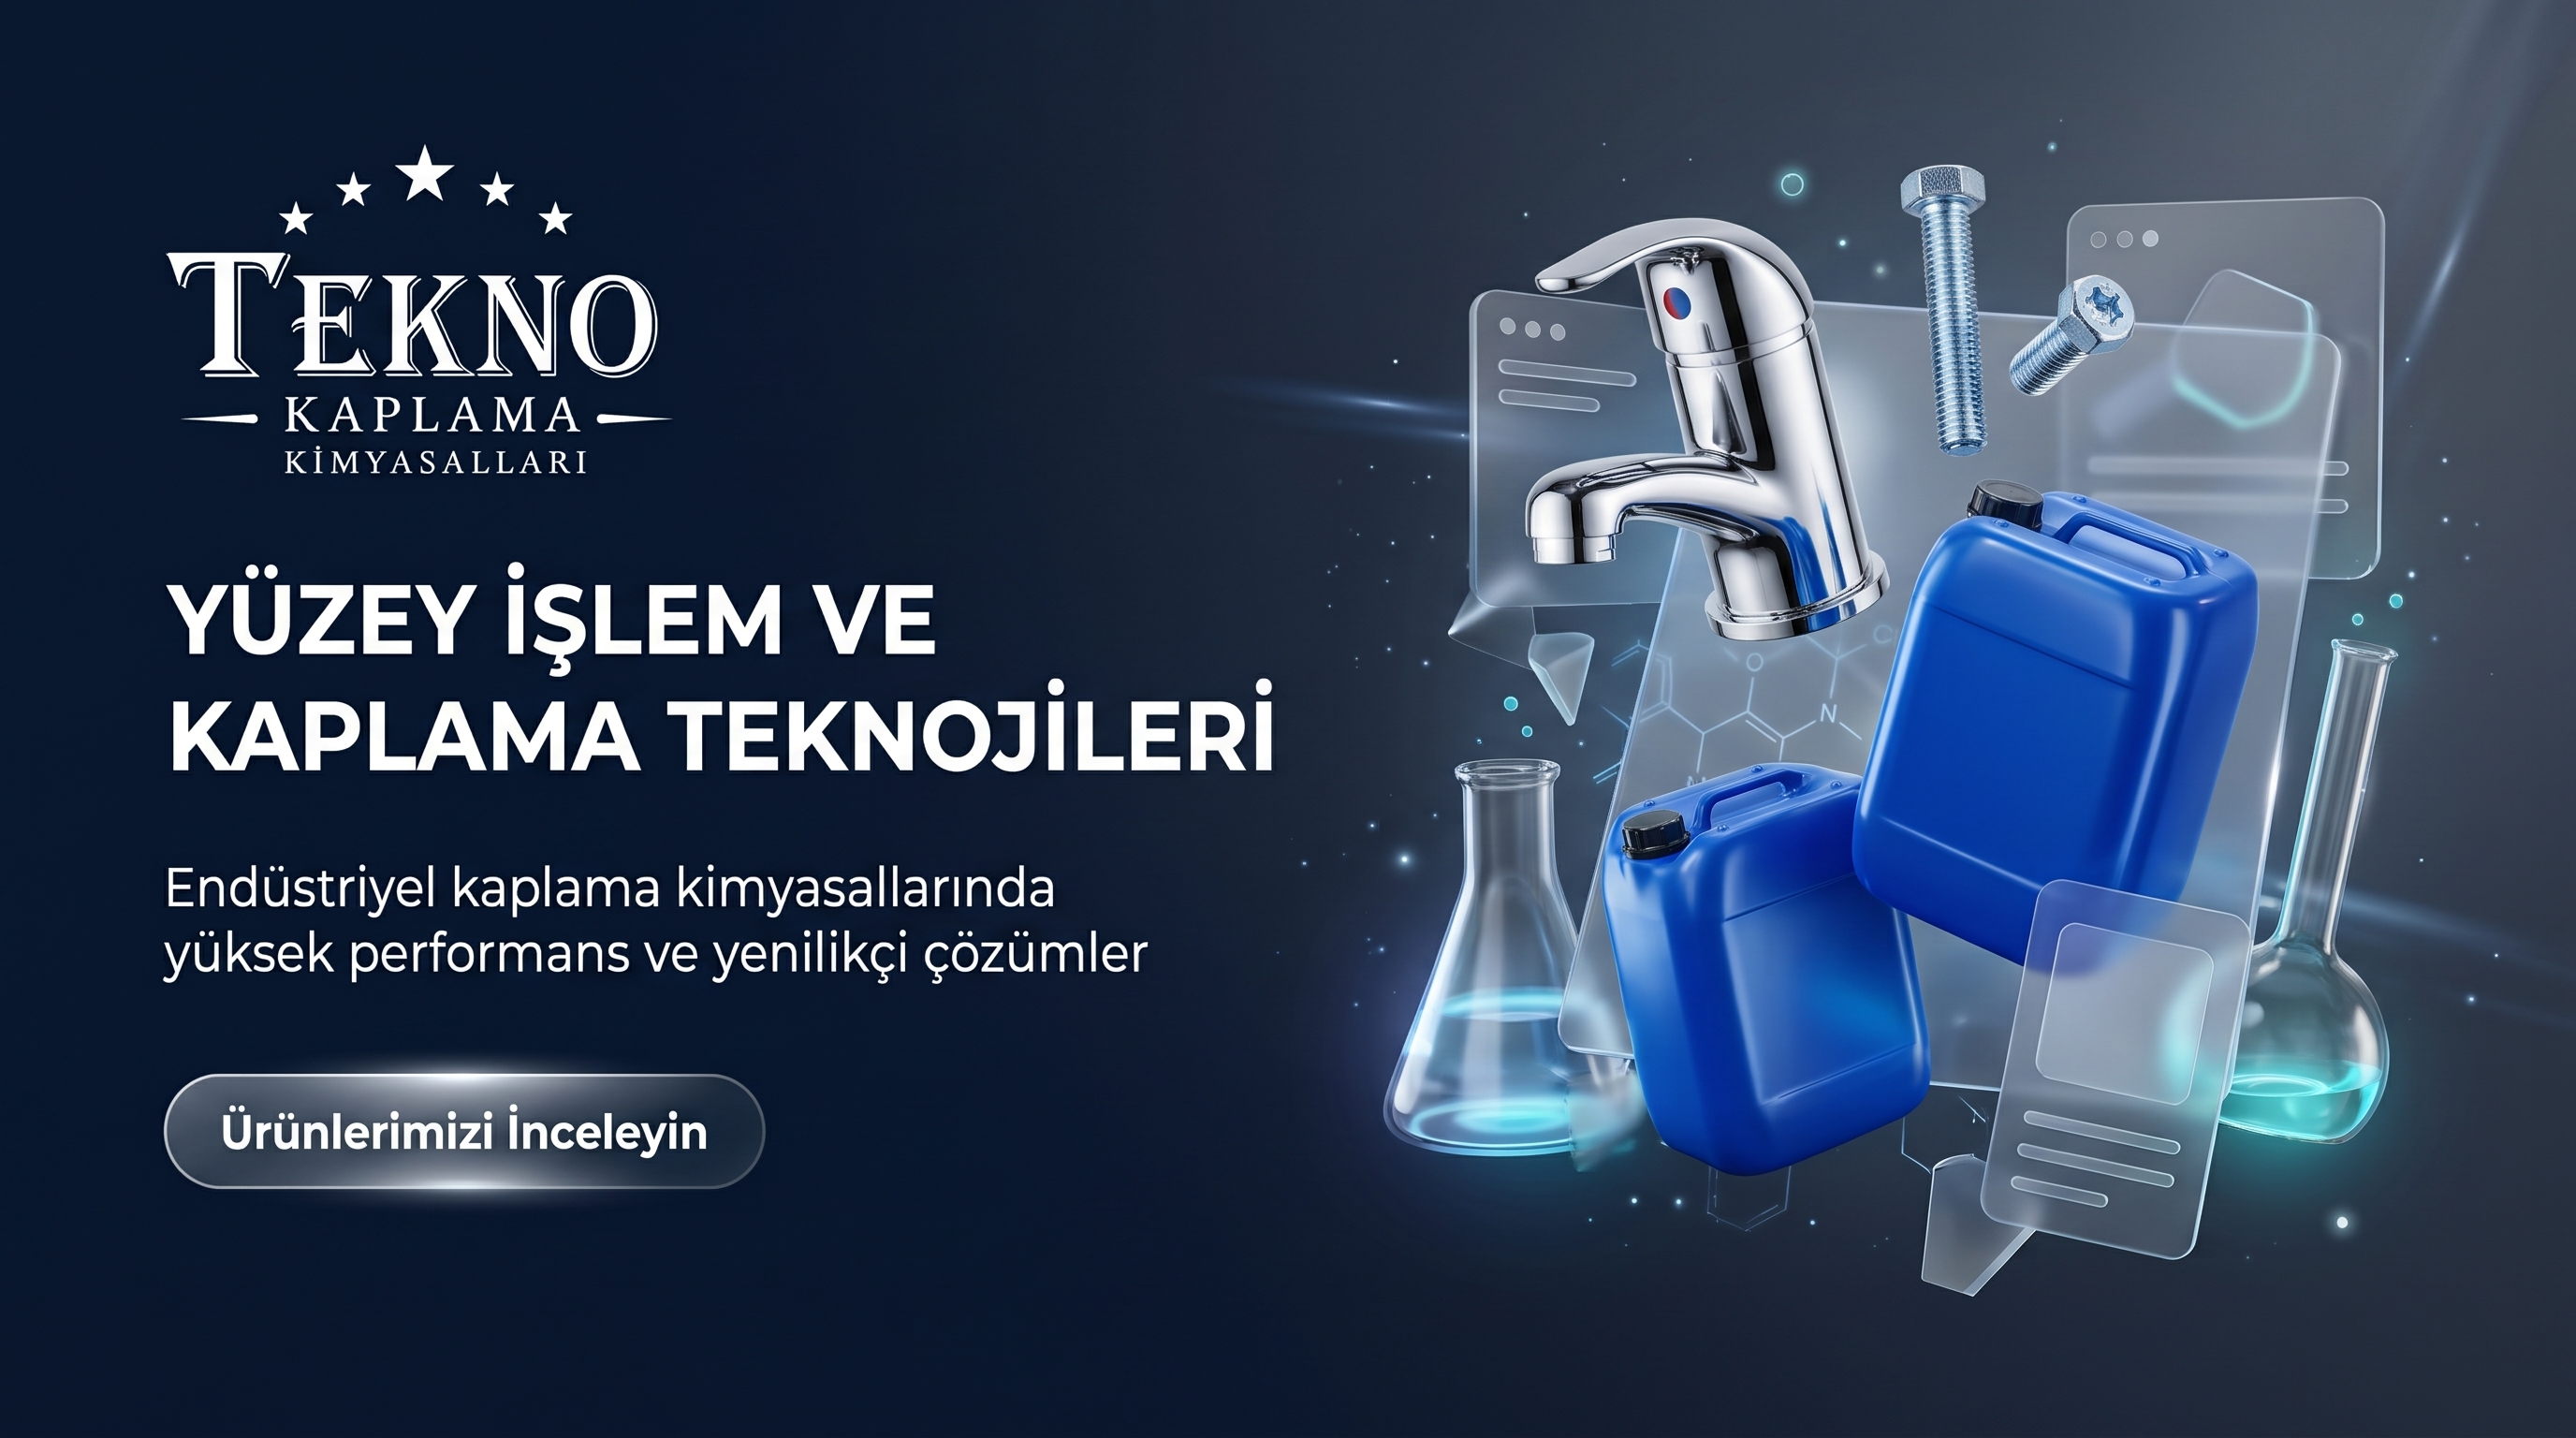 TEKNO
KAPLAMA
KİMYASALLARI
YÜZEY İŞLEM VE
KAPLAMA TEKNOJİLERİ
Endüstriyel kaplama kimyasallarında
yüksek performans ve yenilikçi çözümler
Ürünlerimizi İnceleyin
O
C
N
N